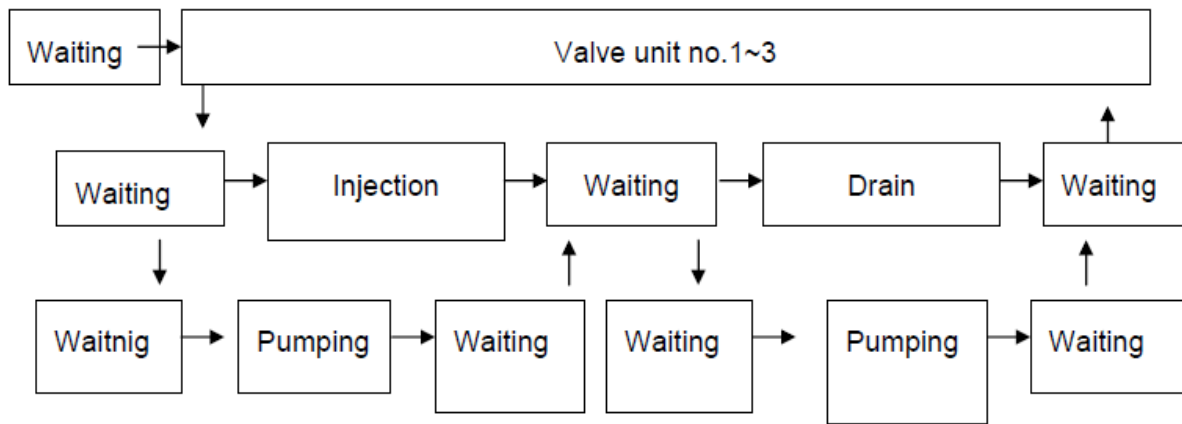 Waiting
Valve unit no.1~3
Waiting
Injection
Waiting
Drain
Waiting
Waitnig
Pumping
Waiting
Waiting
Pumping
Waiting